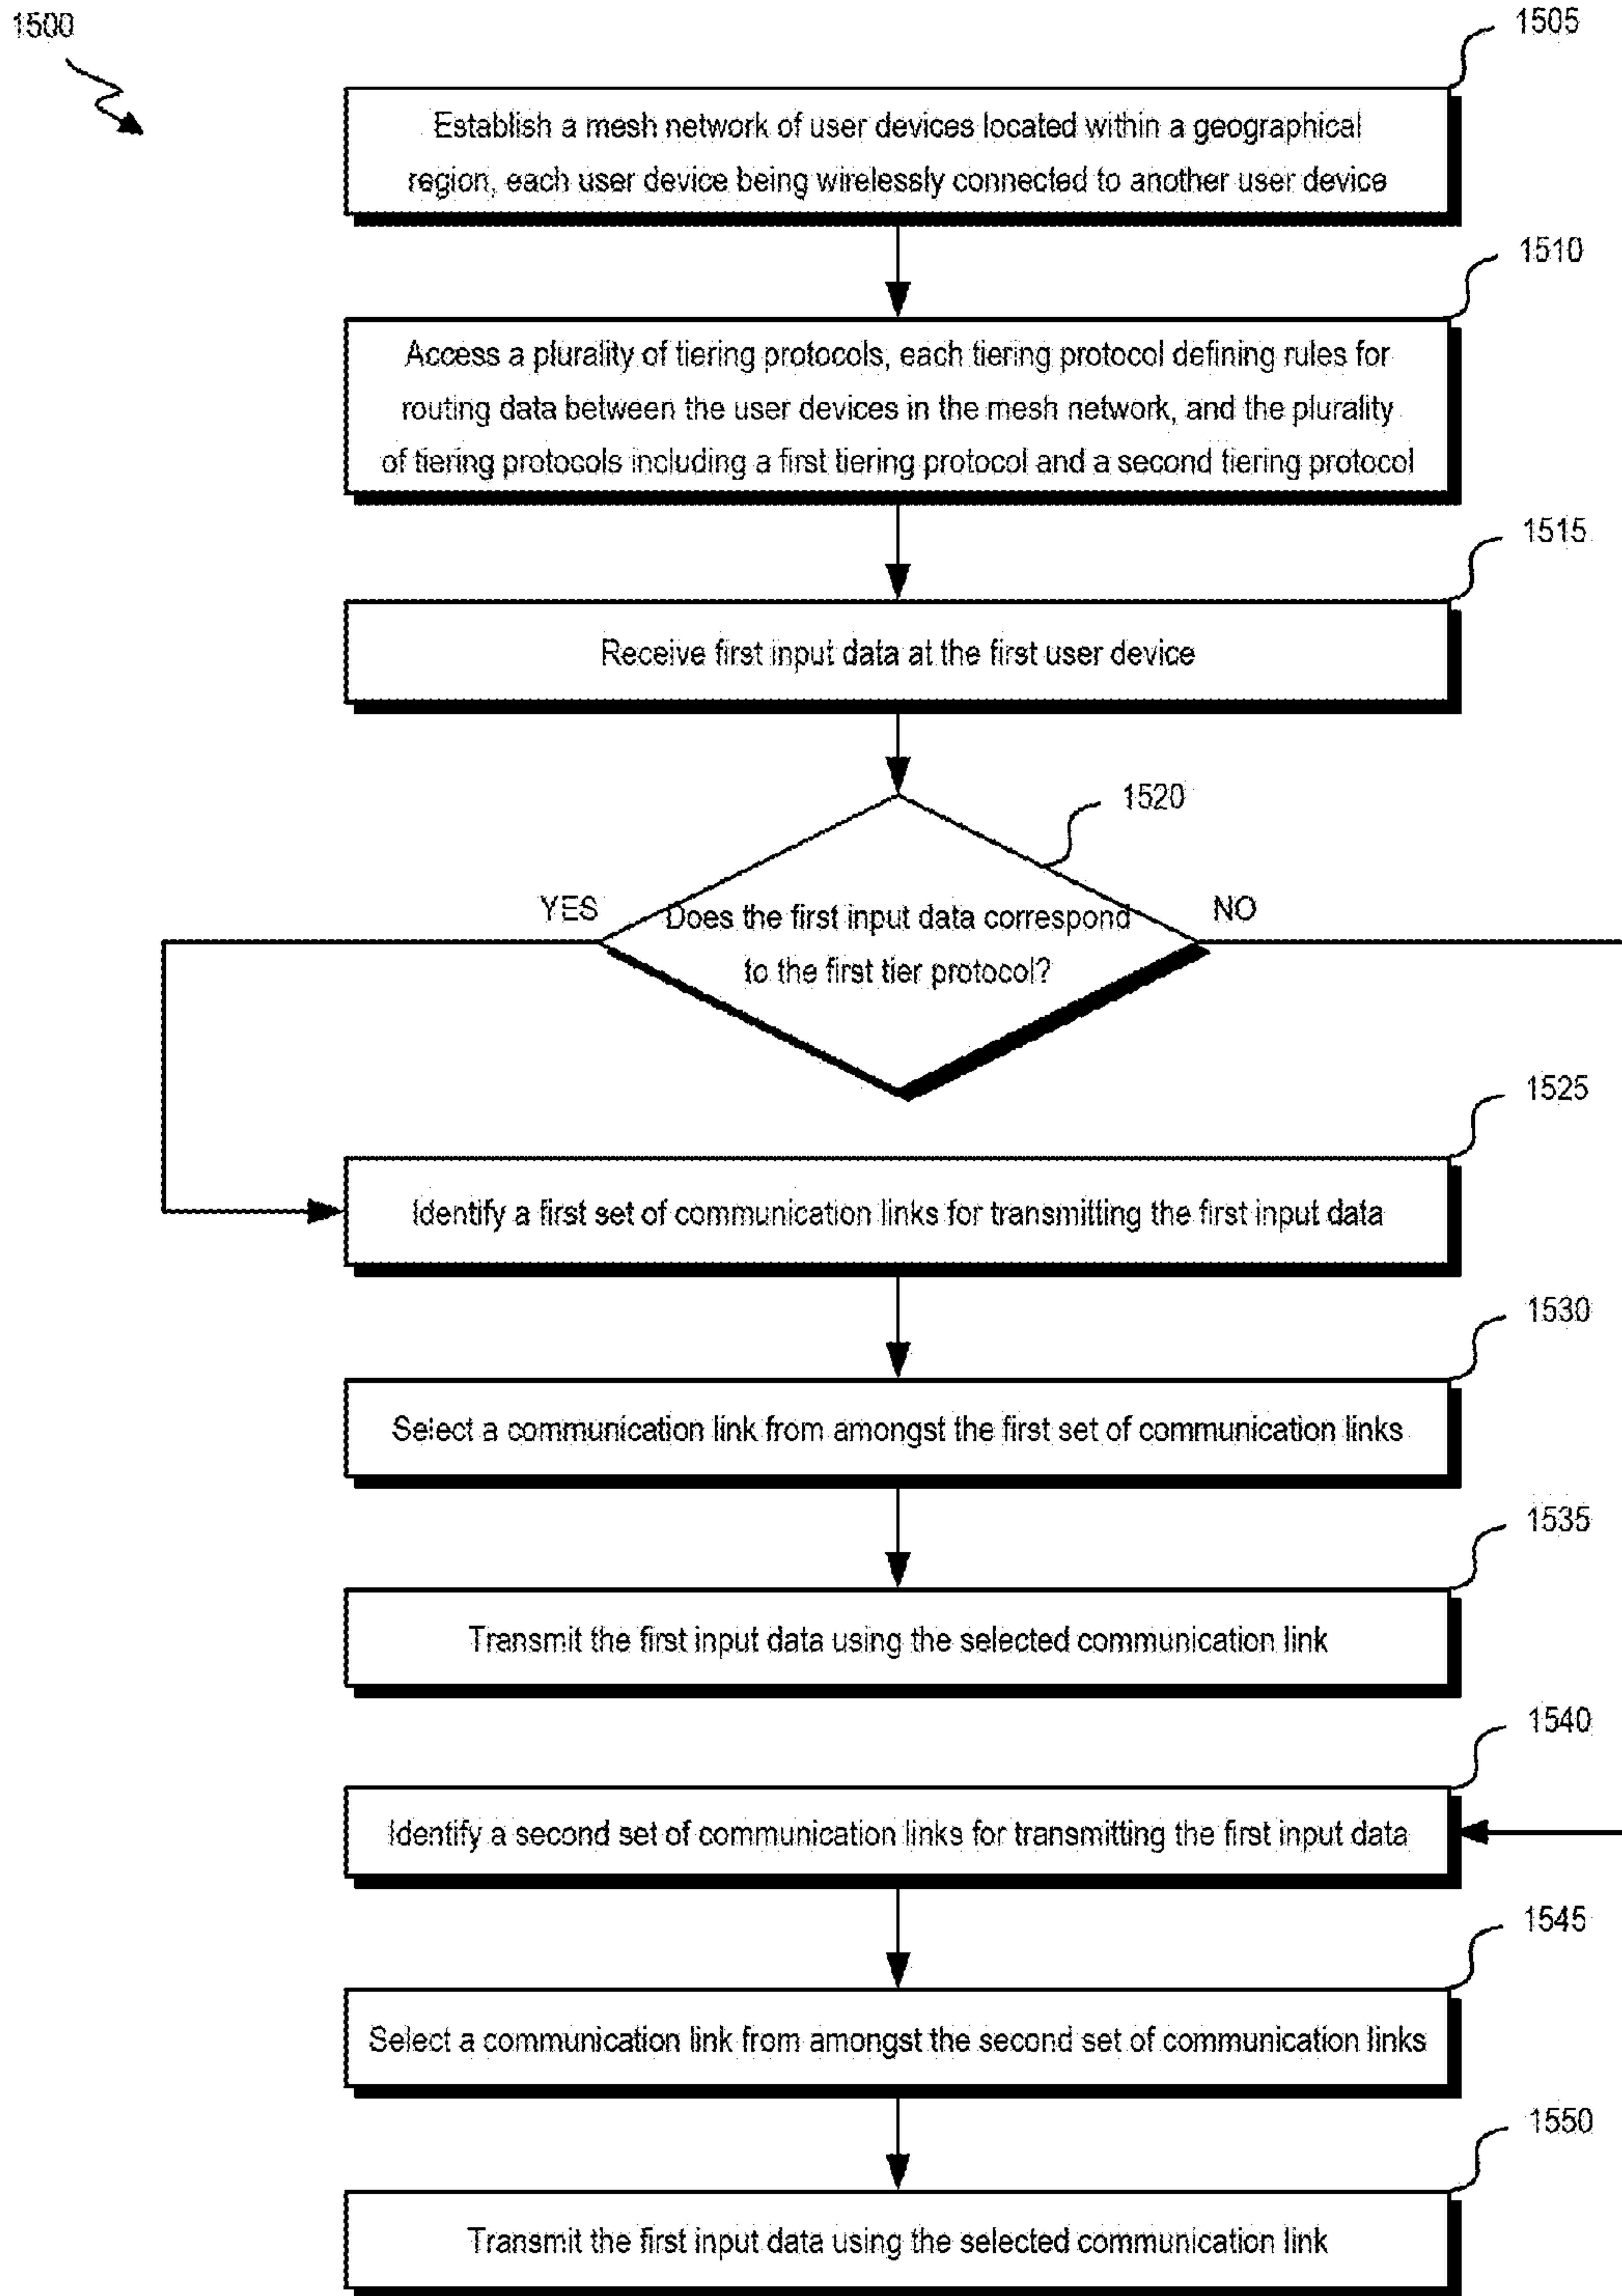 1500
1505
Establish a mesh network of user devices located within a geographical
region, each user device being wirelessly connected to another user device
1510
Access a plurality of tiering protocols, each tiering protocol defining rules for
routing data between the user devices in the mesh network, and the plurality
of tiering protocols including a first tiering protocol and a second tiering protocol
1515
Receive first input data at the first user device
1520
YES
NO
Does the first input data correspond
to the first tier protocol?
1525
Identify a first set of communication links for transmitting the first input data
1530
Select a communication link from amongst the first set of communication links
1535
Transmit the first input data using the selected communication link
1540
Identify a second set of communication links for transmitting the first input data
1545
Select a communication link from amongst the second set of communication links
1550
Transmit the first input data using the selected communication link